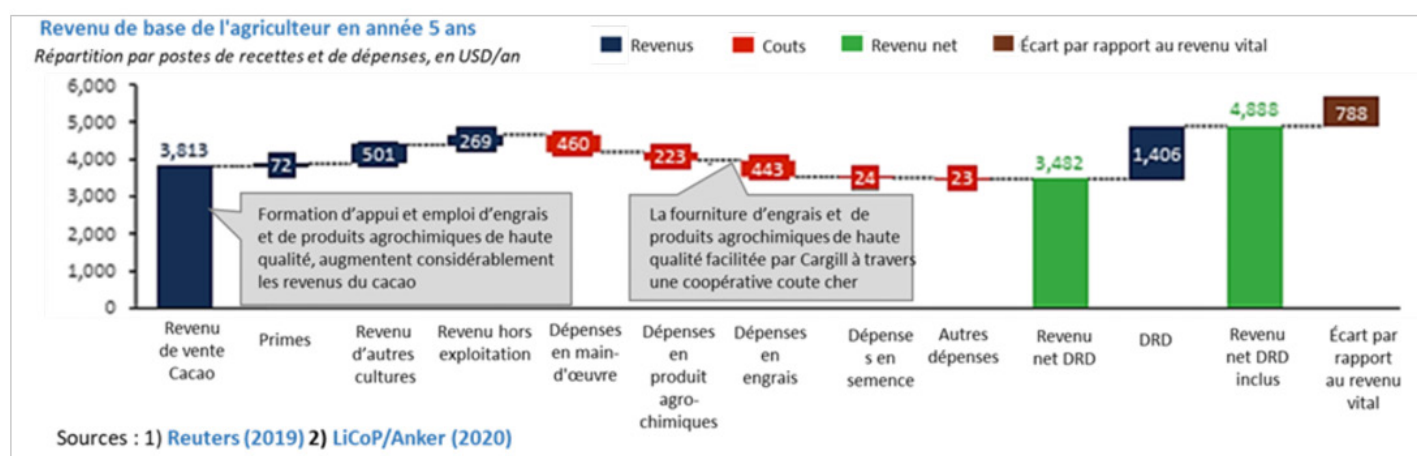 Revenu de base de l'agriculteur en année 5 ans
Répartition par postes de recettes et de dépenses, en USD/an
Revenus
Couts
Revenu net
Écart par rapport au revenu vital
6,000
5,000
4,000
3,000
2,000
1,000
0
3,813
72
501
269
460
223
443
24
23
3,482
1,406
4,888
788
Formation d'appui et emploi d'engrais
et de produits agrochimiques de haute
qualité, augmentent considérablement
les revenus du cacao
La fourniture d'engrais et de
produits agrochimiques de haute
qualité facilitée par Cargill à travers
une coopérative coute cher
Revenu
de vente
Cacao
Primes
Revenu
d'autres
cultures
Revenu hors
exploitation
Dépenses
en main-
d'œuvre
Dépenses
en
produit
agro-
chimiques
Dépenses
en
engrais
Dépense
s en
semence
Autres
dépenses
Revenu
net DRD
DRD
Revenu
net DRD
inclus
Écart par
rapport
au revenu
vital
Sources : 1) Reuters (2019) 2) LiCoP/Anker (2020)